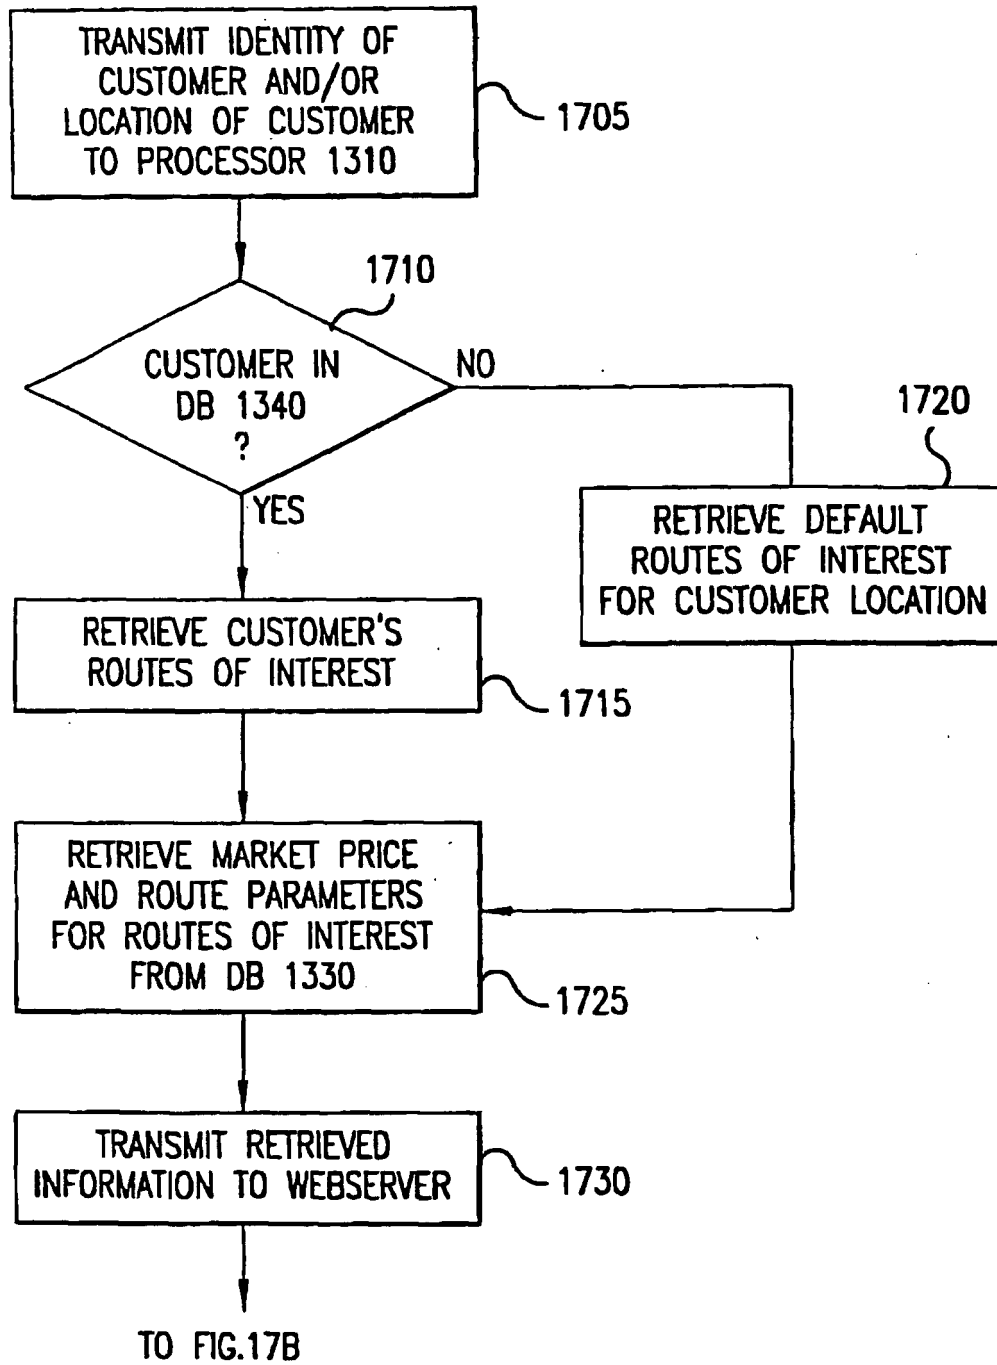 TRANSMIT IDENTITY OF
CUSTOMER AND/OR
LOCATION OF CUSTOMER
TO PROCESSOR 1310
1705
1710
CUSTOMER IN
DB 1340
?
NO
YES
1720
RETRIEVE DEFAULT
ROUTES OF INTEREST
FOR CUSTOMER LOCATION
RETRIEVE CUSTOMER'S
ROUTES OF INTEREST
1715
RETRIEVE MARKET PRICE
AND ROUTE PARAMETERS
FOR ROUTES OF INTEREST
FROM DB 1330
1725
TRANSMIT RETRIEVED
INFORMATION TO WEBSERVER
1730
TO FIG.17B